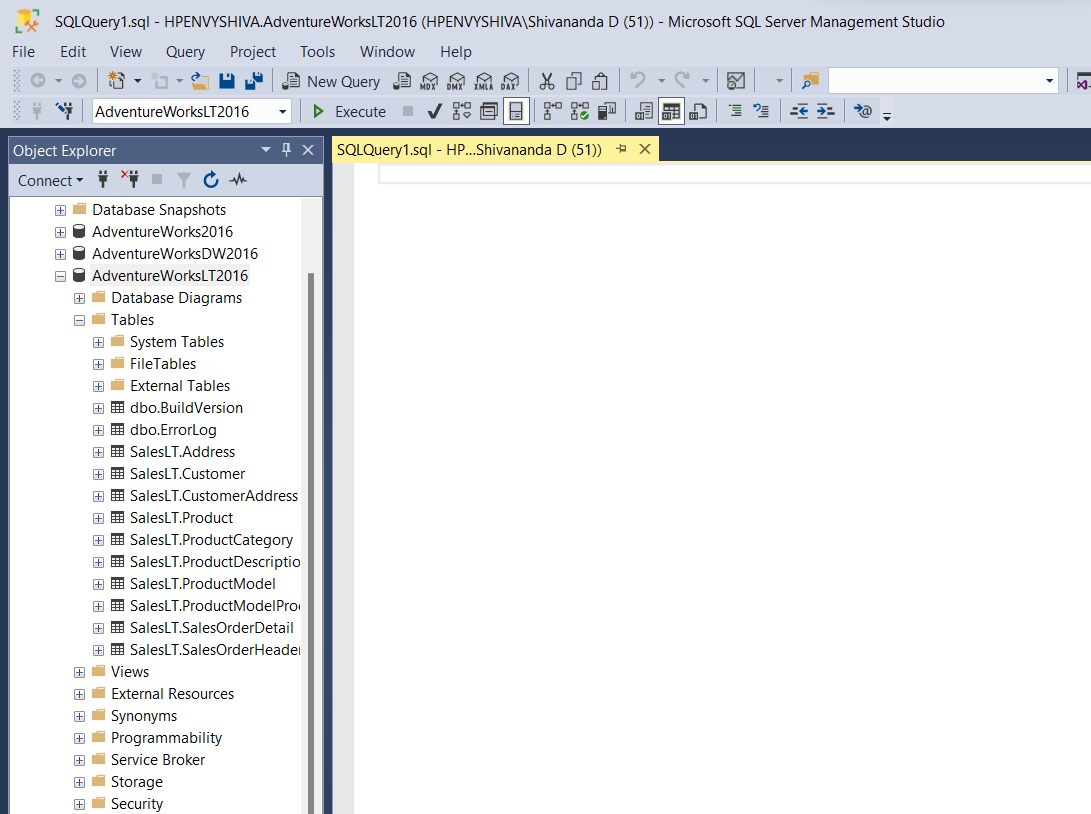 SQLQuery1.sql - HPENVYSHIVA.AdventureWorksLT2016 (HPENVYSHIVA\Shivananda D (51)) - Microsoft SQL Server Management Studio
File Edit View Query Project Tools Window Help
New Query MDX DMX XMLA DAX
AdventureWorksLT2016 Execute
Object Explorer
SQLQuery1.sql - HP...Shivananda D (51))
Connect
Database Snapshots
AdventureWorks2016
AdventureWorksDW2016
AdventureWorksLT2016
Database Diagrams
Tables
System Tables
FileTables
External Tables
dbo.BuildVersion
dbo.ErrorLog
SalesLT.Address
SalesLT.Customer
SalesLT.CustomerAddress
SalesLT.Product
SalesLT.ProductCategory
SalesLT.ProductDescriptio
SalesLT.ProductModel
SalesLT.ProductModelPro
SalesLT.SalesOrderDetail
SalesLT.SalesOrderHeader
Views
External Resources
Synonyms
Programmability
Service Broker
Storage
Security